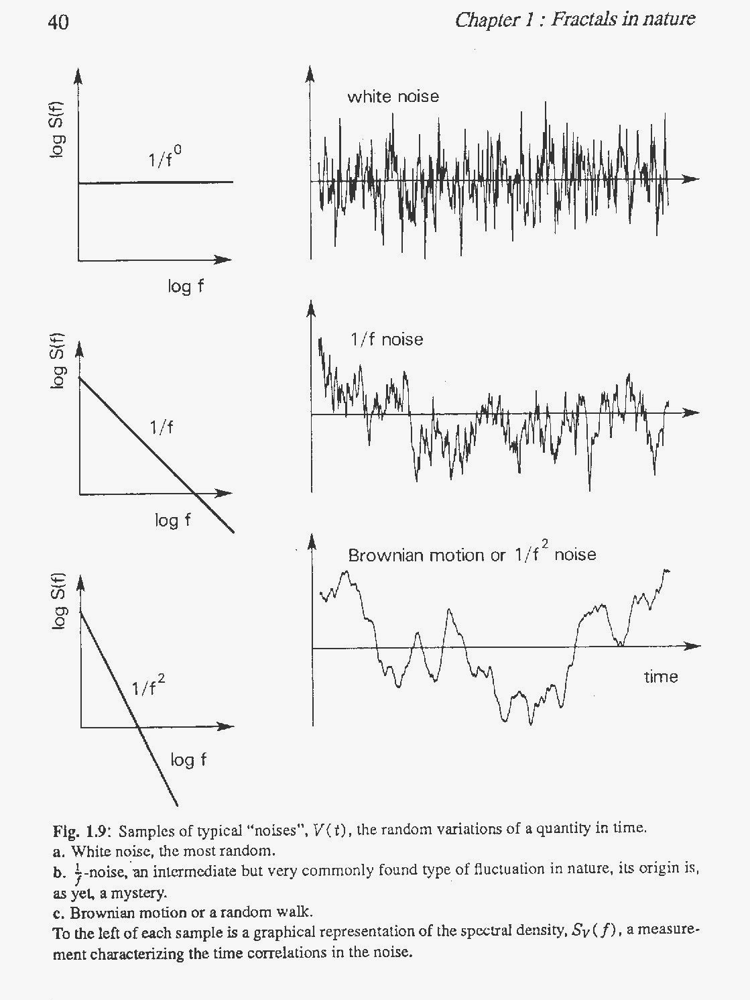 40
Chapter 1 : Fractals in nature
log S(f)
1/f⁰
log f
white noise
log S(f)
1/f
log f
1/f noise
log S(f)
1/f²
log f
Brownian motion or 1/f² noise
time
Fig. 1.9: Samples of typical “noises”, V(t), the random variations of a quantity in time.
a. White noise, the most random.
b. 1/f-noise, an intermediate but very commonly found type of fluctuation in nature, its origin is,
as yet, a mystery.
c. Brownian motion or a random walk.
To the left of each sample is a graphical representation of the spectral density, Sᵥ(f), a measure-
ment characterizing the time correlations in the noise.